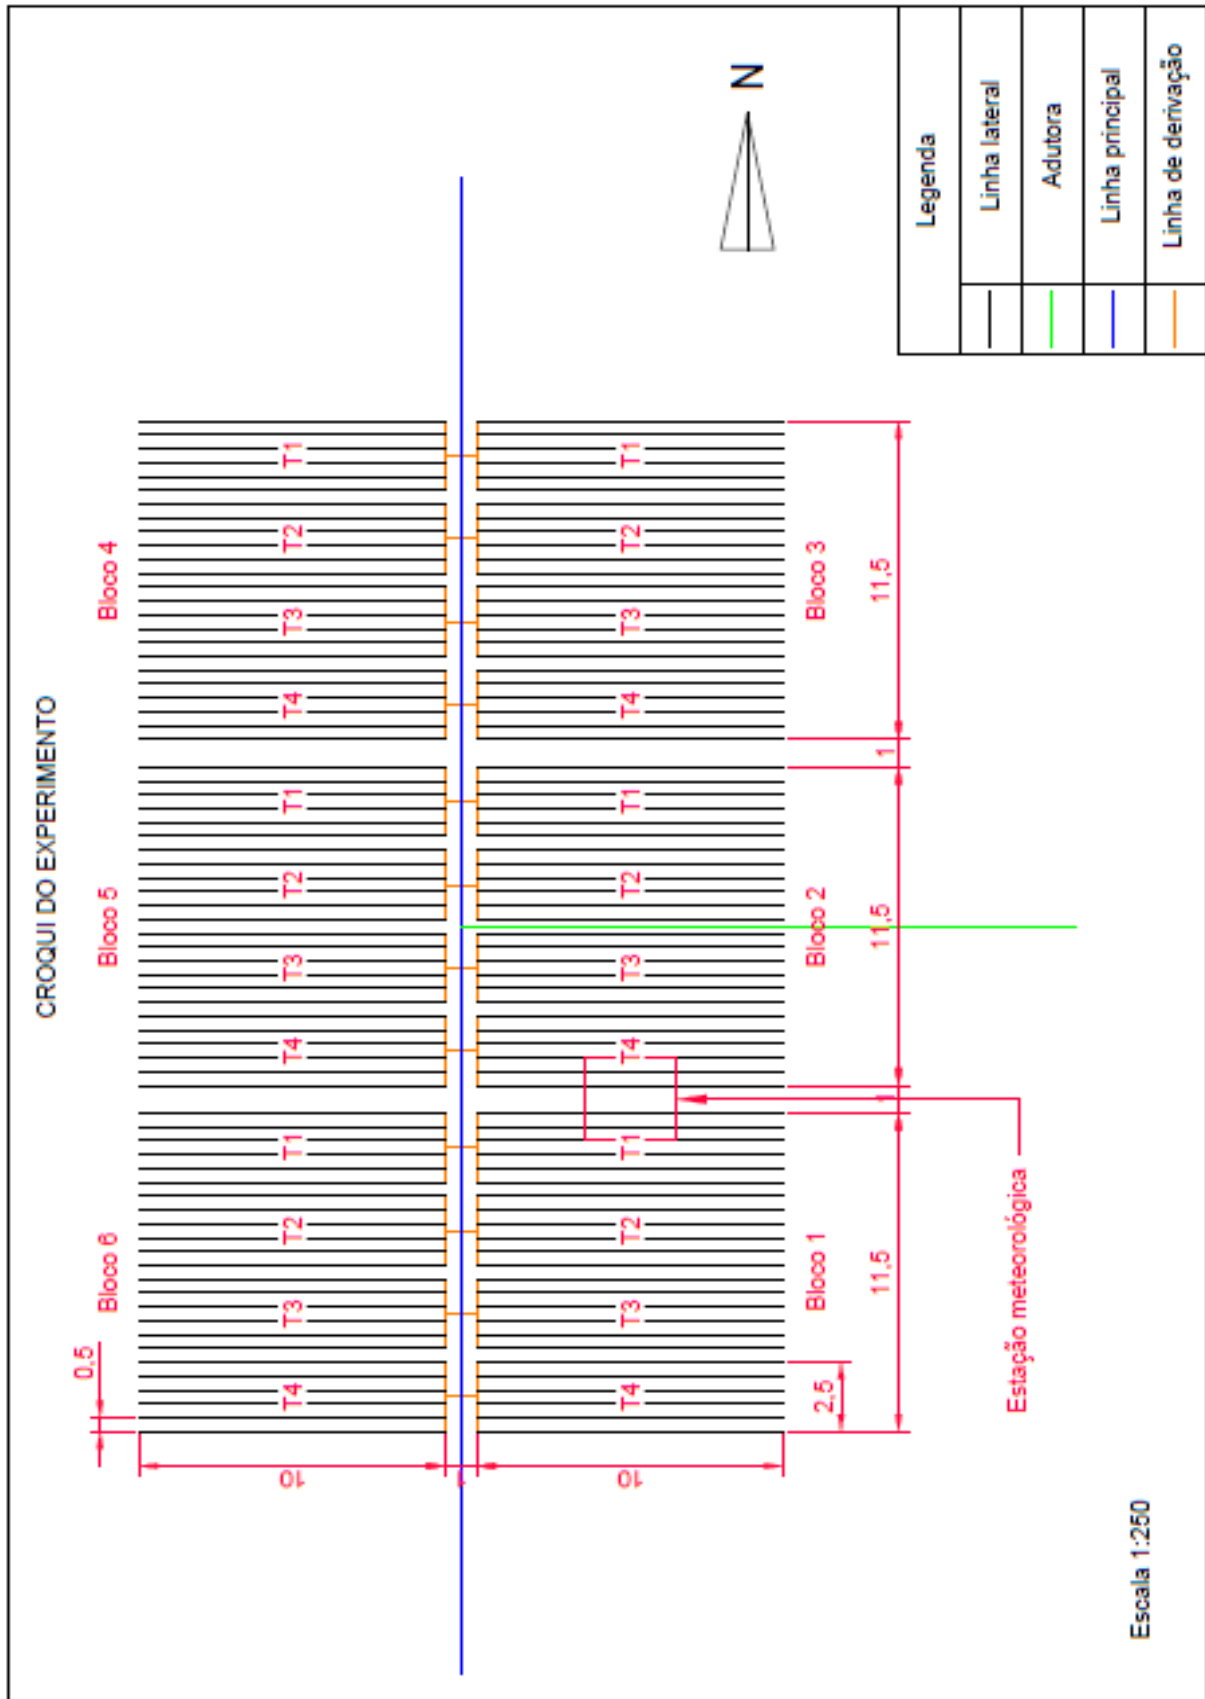 CROQUI DO EXPERIMENTO
0,5
Bloco 6
Bloco 5
Bloco 4
10
T4 T3 T2 T1 T4 T3 T2 T1 T4 T3 T2 T1
1
10
T4 T3 T2 T1 T4 T3 T2 T1 T4 T3 T2 T1
N
2,5
Bloco 1
Bloco 2
Bloco 3
11,5
1
11,5
1
11,5
Estação meteorológica
Legenda
Linha lateral
Adutora
Linha principal
Linha de derivação
Escala 1:250